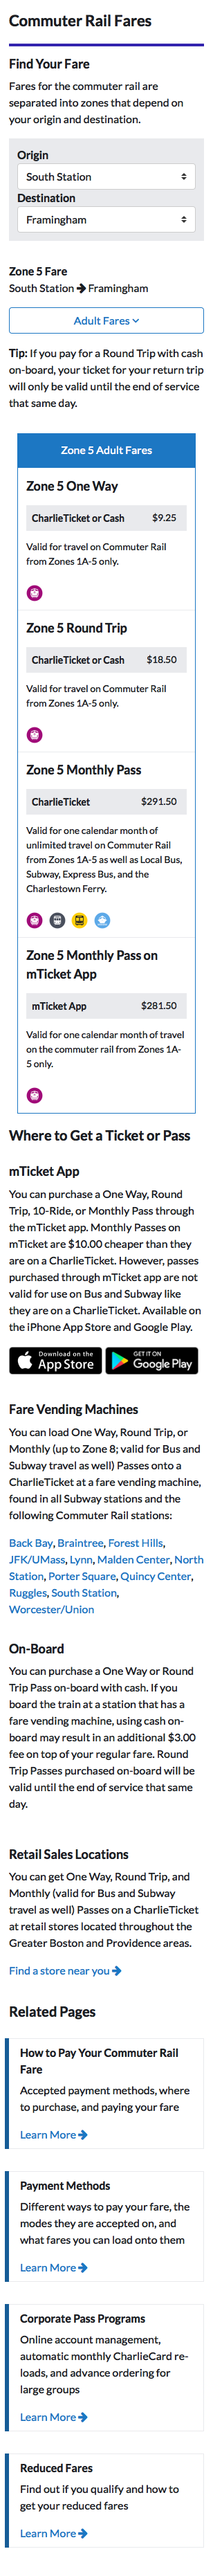 Commuter Rail Fares
Find Your Fare
Fares for the commuter rail are
separated into zones that depend on
your origin and destination.
Origin
South Station
Destination
Framingham
Zone 5 Fare
South Station → Framingham
Adult Fares
Tip: If you pay for a Round Trip with cash
on-board, your ticket for your return trip
will only be valid until the end of service
that same day.
Zone 5 Adult Fares
Zone 5 One Way
CharlieTicket or Cash $9.25
Valid for travel on Commuter Rail
from Zones 1A-5 only.
Zone 5 Round Trip
CharlieTicket or Cash $18.50
Valid for travel on Commuter Rail
from Zones 1A-5 only.
Zone 5 Monthly Pass
CharlieTicket $291.50
Valid for one calendar month of
unlimited travel on Commuter Rail
from Zones 1A-5 as well as Local Bus,
Subway, Express Bus, and the
Charlestown Ferry.
Zone 5 Monthly Pass on
mTicket App
mTicket App $281.50
Valid for one calendar month of travel
on the commuter rail from Zones 1A-
5 only.
Where to Get a Ticket or Pass
mTicket App
You can purchase a One Way, Round
Trip, 10-Ride, or Monthly Pass through
the mTicket app. Monthly Passes on
mTicket are $10.00 cheaper than they
are on a CharlieTicket. However, passes
purchased through mTicket app are not
valid for use on Bus and Subway like
they are on a CharlieTicket. Available on
the iPhone App Store and Google Play.
Download on the
App Store
GET IT ON
Google Play
Fare Vending Machines
You can load One Way, Round Trip, or
Monthly (up to Zone 8; valid for Bus and
Subway travel as well) Passes onto a
CharlieTicket at a fare vending machine,
found in all Subway stations and the
following Commuter Rail stations:
Back Bay, Braintree, Forest Hills,
JFK/UMass, Lynn, Malden Center, North
Station, Porter Square, Quincy Center,
Ruggles, South Station,
Worcester/Union
On-Board
You can purchase a One Way or Round
Trip Pass on-board with cash. If you
board the train at a station that has a
fare vending machine, using cash on-
board may result in an additional $3.00
fee on top of your regular fare. Round
Trip Passes purchased on-board will be
valid until the end of service that same
day.
Retail Sales Locations
You can get One Way, Round Trip, and
Monthly (valid for Bus and Subway
travel as well) Passes on a CharlieTicket
at retail stores located throughout the
Greater Boston and Providence areas.
Find a store near you →
Related Pages
How to Pay Your Commuter Rail
Fare
Accepted payment methods, where
to purchase, and paying your fare
Learn More →
Payment Methods
Different ways to pay your fare, the
modes they are accepted on, and
what fares you can load onto them
Learn More →
Corporate Pass Programs
Online account management,
automatic monthly CharlieCard re-
loads, and advance ordering for
large groups
Learn More →
Reduced Fares
Find out if you qualify and how to
get your reduced fares
Learn More →